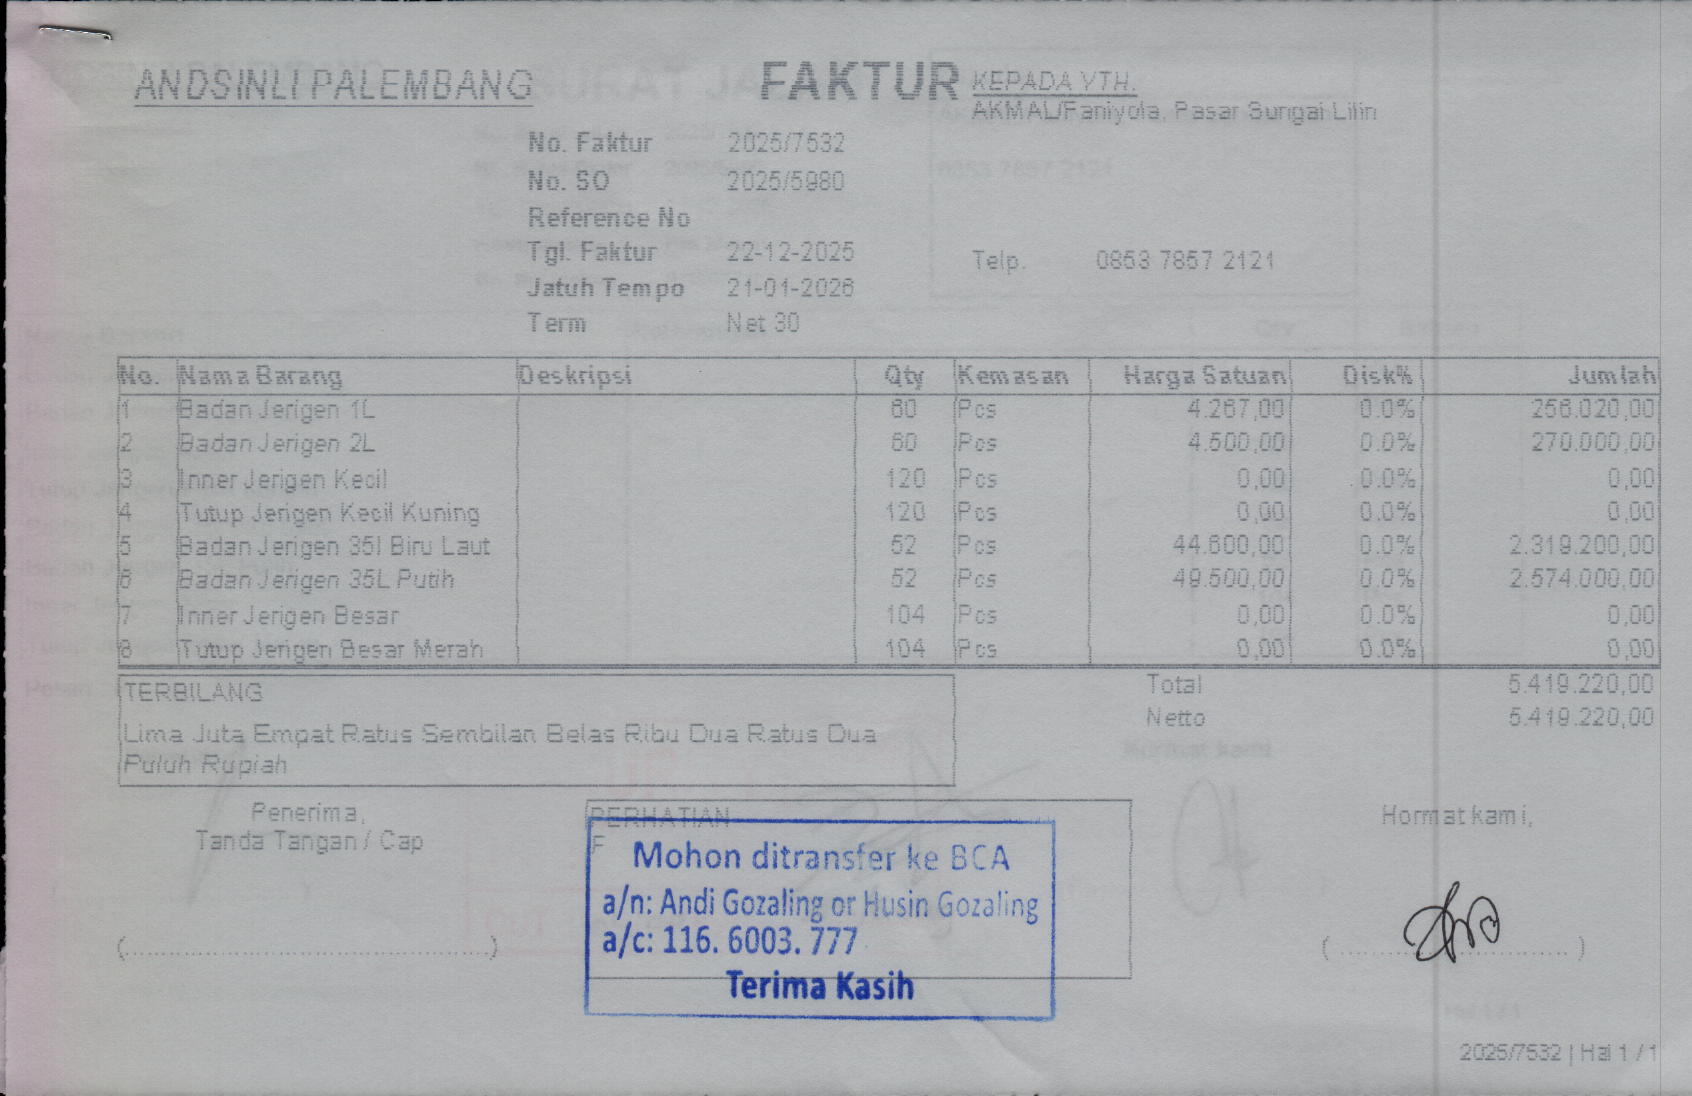 ANDSINLI PALEMBANG
FAKTUR
KEPADA YTH.
AKMAL/Faniyola, Pasar Sungai Lilin
No. Faktur 2025/7532
No. SO 2025/5980
Reference No
Tgl. Faktur 22-12-2025
Telp. 0853 7857 2121
Jatuh Tempo 21-01-2026
Term Net 30
No. Nama Barang Deskripsi Qty Kemasan Harga Satuan Disk% Jumlah
1 Badan Jerigen 1L 60 Pcs 4.267,00 0.0% 256.020,00
2 Badan Jerigen 2L 60 Pcs 4.500,00 0.0% 270.000,00
3 Inner Jerigen Kecil 120 Pcs 0,00 0.0% 0,00
4 Tutup Jerigen Kecil Kuning 120 Pcs 0,00 0.0% 0,00
5 Badan Jerigen 35l Biru Laut 52 Pcs 44.600,00 0.0% 2.319.200,00
6 Badan Jerigen 35L Putih 52 Pcs 49.500,00 0.0% 2.574.000,00
7 Inner Jerigen Besar 104 Pcs 0,00 0.0% 0,00
8 Tutup Jerigen Besar Merah 104 Pcs 0,00 0.0% 0,00
TERBILANG
Lima Juta Empat Ratus Sembilan Belas Ribu Dua Ratus Dua
Puluh Rupiah
Total 5.419.220,00
Netto 5.419.220,00
Penerima,
Tanda Tangan / Cap
(..............................................)
PERHATIAN
F
Mohon ditransfer ke BCA
a/n: Andi Gozaling or Husin Gozaling
a/c: 116. 6003. 777
Terima Kasih
Hormat kami,
(..............................)
2025/7532 | Hal 1 / 1